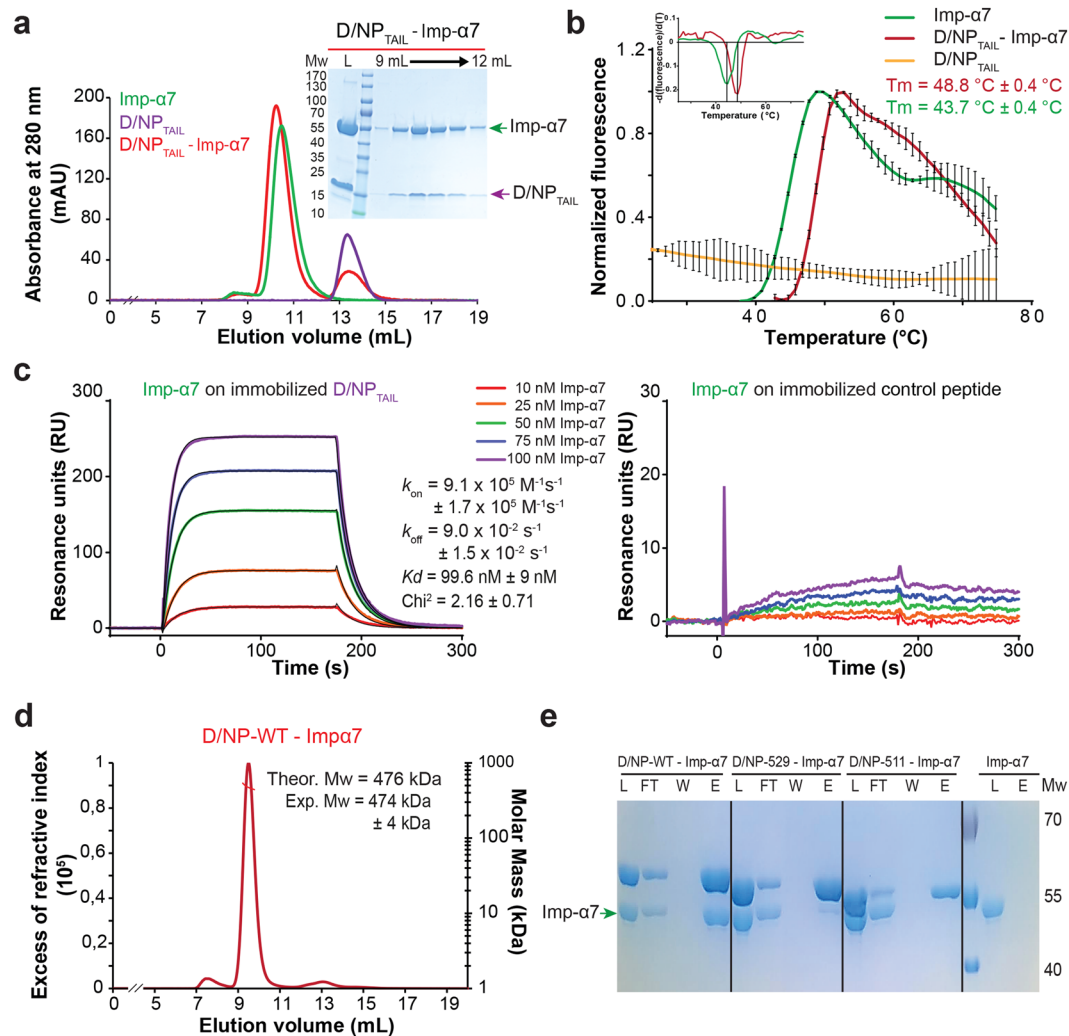 a
D/NPTAIL - Imp-α7
Mw L 9 mL 12 mL
170
130
100
70
55
40
35
25
15
10
Imp-α7
D/NPTAIL
Imp-α7
D/NPTAIL
D/NPTAIL - Imp-α7
Absorbance at 280 nm
(mAU)
200
160
120
80
40
0
0 5 7 9 11 13 15 17 19
Elution volume (mL)
b
Imp-α7
D/NPTAIL - Imp-α7
D/NPTAIL
Tm = 48.8 °C ± 0.4 °C
Tm = 43.7 °C ± 0.4 °C
-d(fluorescence)/d(T)
0.1
0
0.1
0.2
40 60
Temperature (°C)
Normalized fluorescence
1.2
1.0
0.8
0.4
0.0
40 60 80
Temperature (°C)
c
Imp-α7 on immobilized D/NPTAIL
Resonance units (RU)
300
200
100
0
0 100 200 300
Time (s)
10 nM Imp-α7
25 nM Imp-α7
50 nM Imp-α7
75 nM Imp-α7
100 nM Imp-α7
kon = 9.1 x 10⁵ M⁻¹s⁻¹
± 1.7 x 10⁵ M⁻¹s⁻¹
koff = 9.0 x 10⁻² s⁻¹
± 1.5 x 10⁻² s⁻¹
Kd = 99.6 nM ± 9 nM
Chi² = 2.16 ± 0.71
Imp-α7 on immobilized control peptide
Resonance units (RU)
30
20
10
0
0 100 200 300
Time (s)
d
D/NP-WT - Impα7
Theor. Mw = 476 kDa
Exp. Mw = 474 kDa
± 4 kDa
Excess of refractive index
(10⁵)
1
0,8
0,6
0,4
0,2
0
0 5 7 9 11 13 15 17 19
Elution volume (mL)
1000
100
10
1
Molar Mass (kDa)
e
D/NP-WT - Imp-α7 D/NP-529 - Imp-α7 D/NP-511 - Imp-α7 Imp-α7
L FT W E L FT W E L FT W E L E Mw
70
55
40
Imp-α7